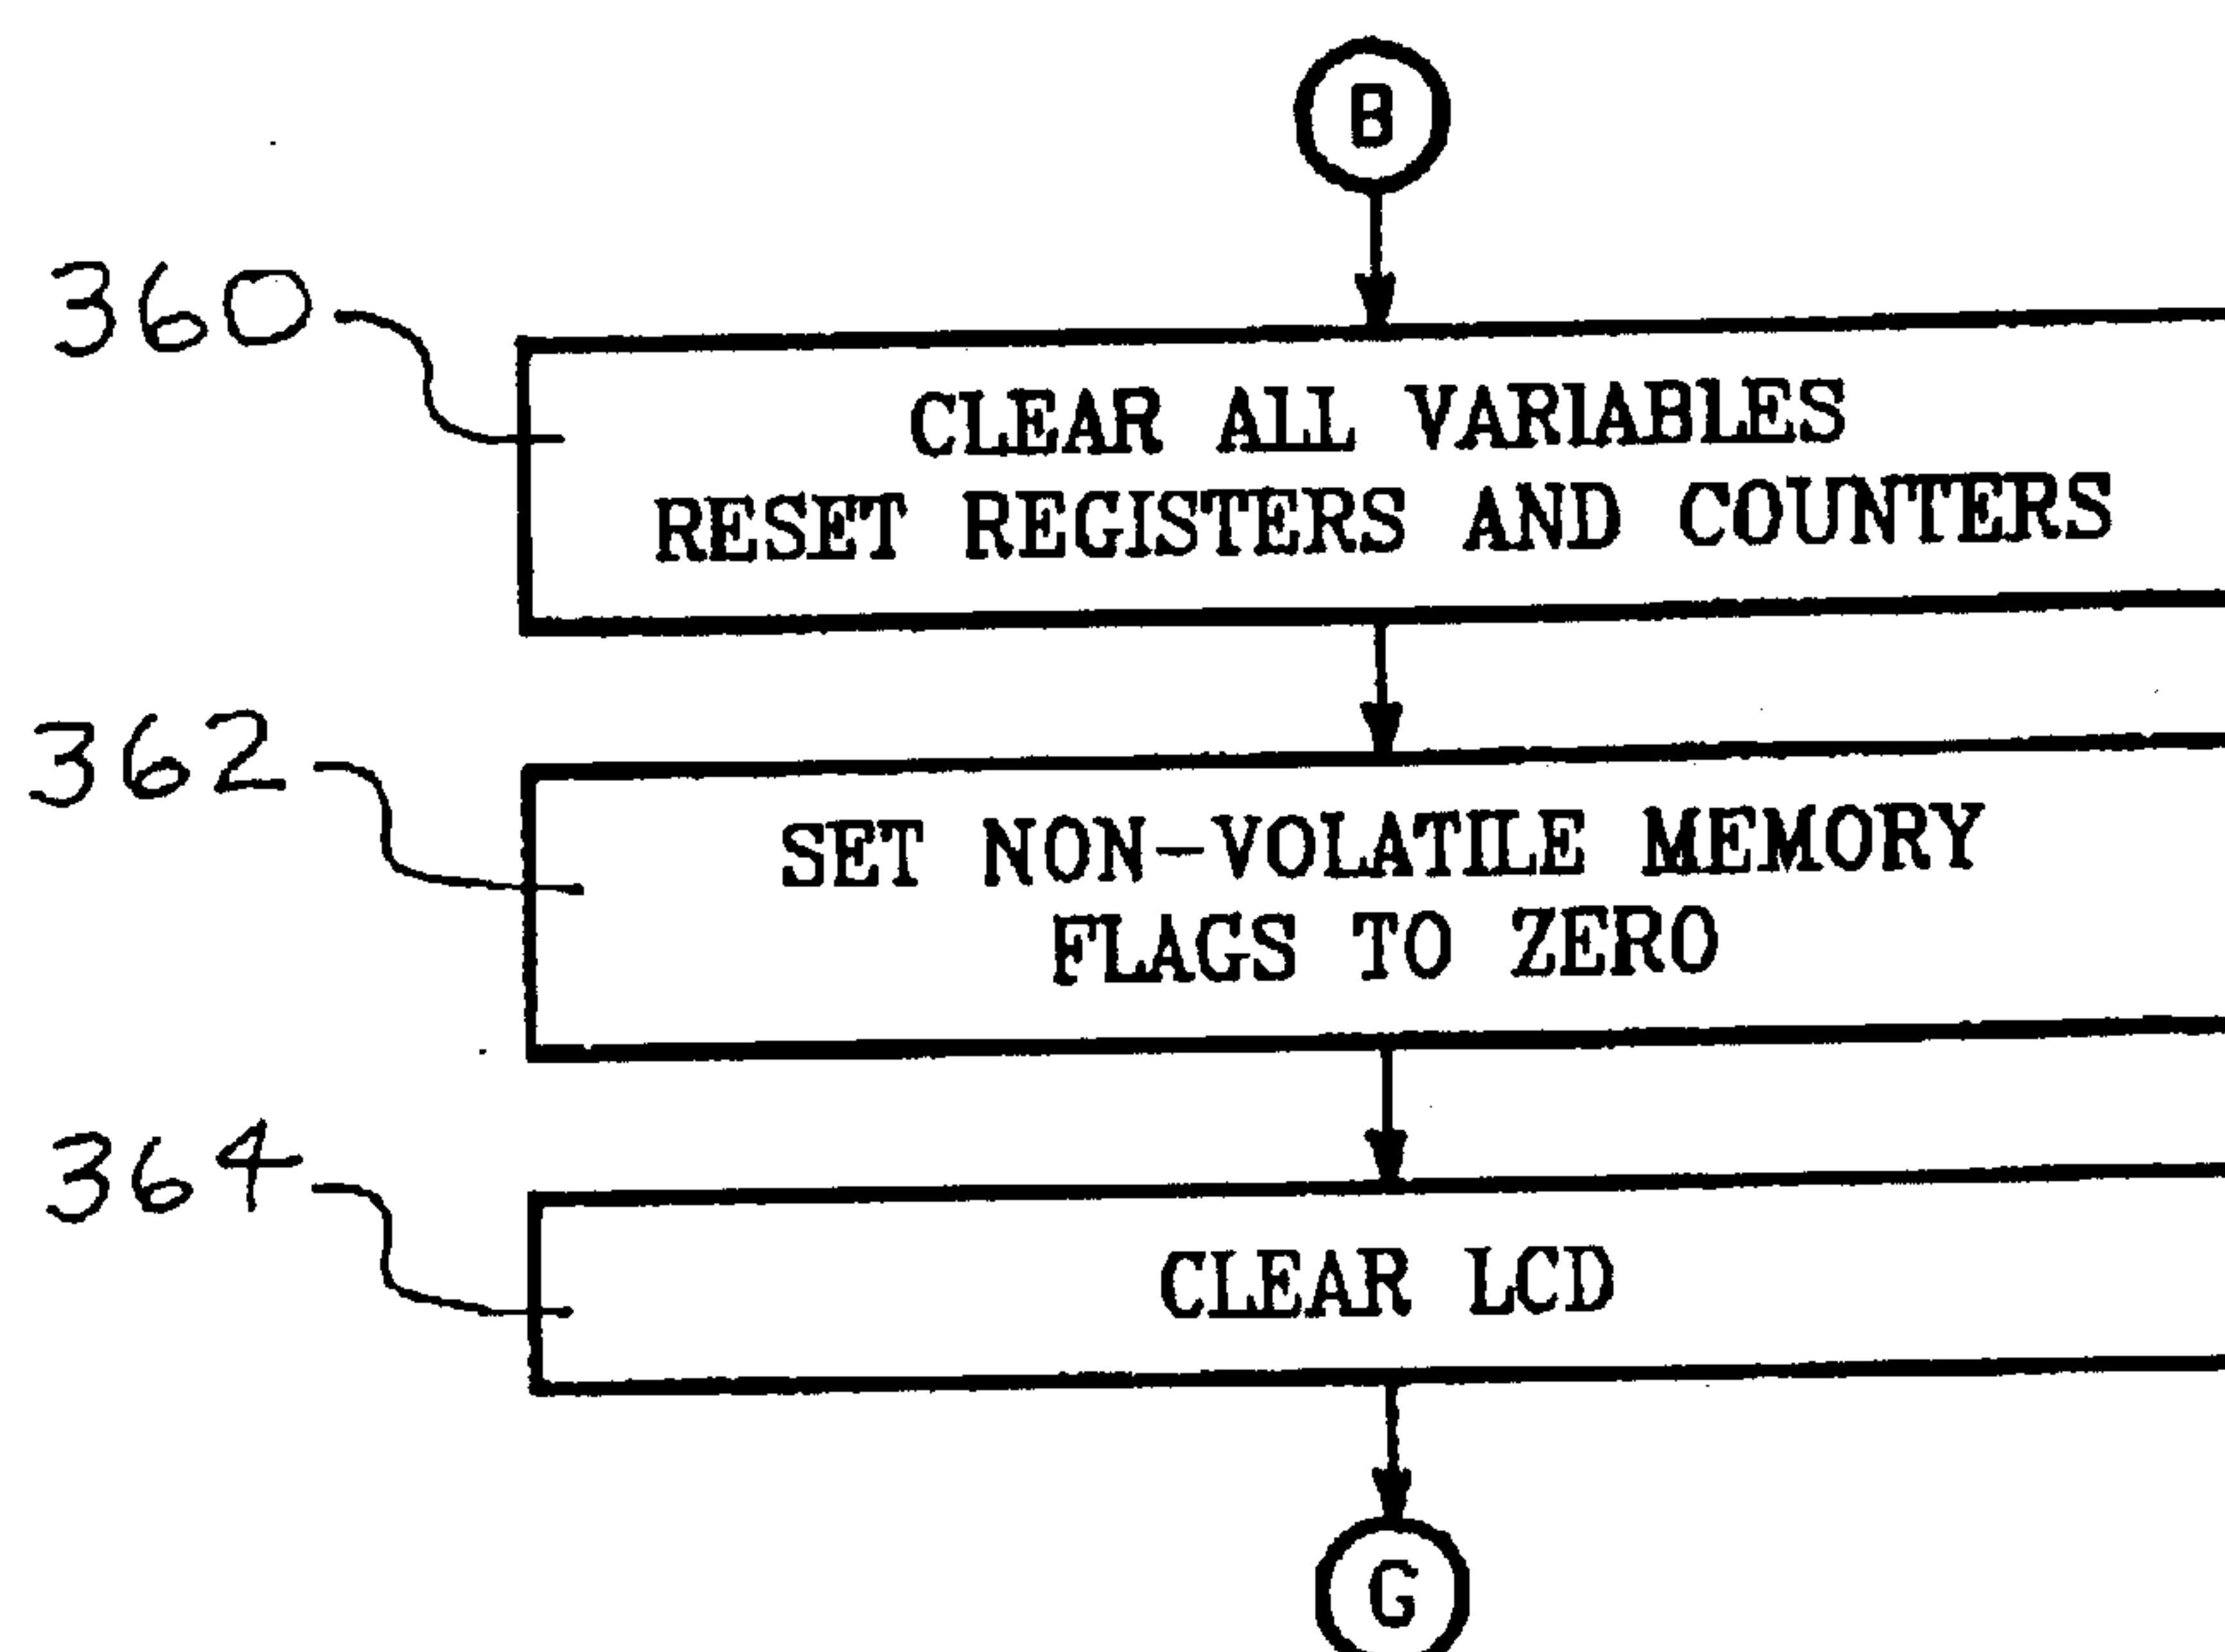 B
360
CLEAR ALL VARIABLES
RESET REGISTERS AND COUNTERS
362
SET NON-VOLATILE MEMORY
FLAGS TO ZERO
364
CLEAR LCD
G